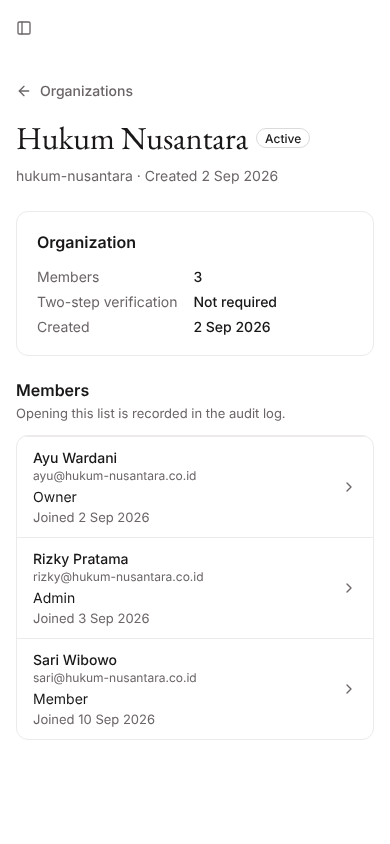 Organizations
Hukum Nusantara Active
hukum-nusantara · Created 2 Sep 2026
Organization
Members 3
Two-step verification Not required
Created 2 Sep 2026
Members
Opening this list is recorded in the audit log.
Ayu Wardani
ayu@hukum-nusantara.co.id
Owner
Joined 2 Sep 2026
Rizky Pratama
rizky@hukum-nusantara.co.id
Admin
Joined 3 Sep 2026
Sari Wibowo
sari@hukum-nusantara.co.id
Member
Joined 10 Sep 2026